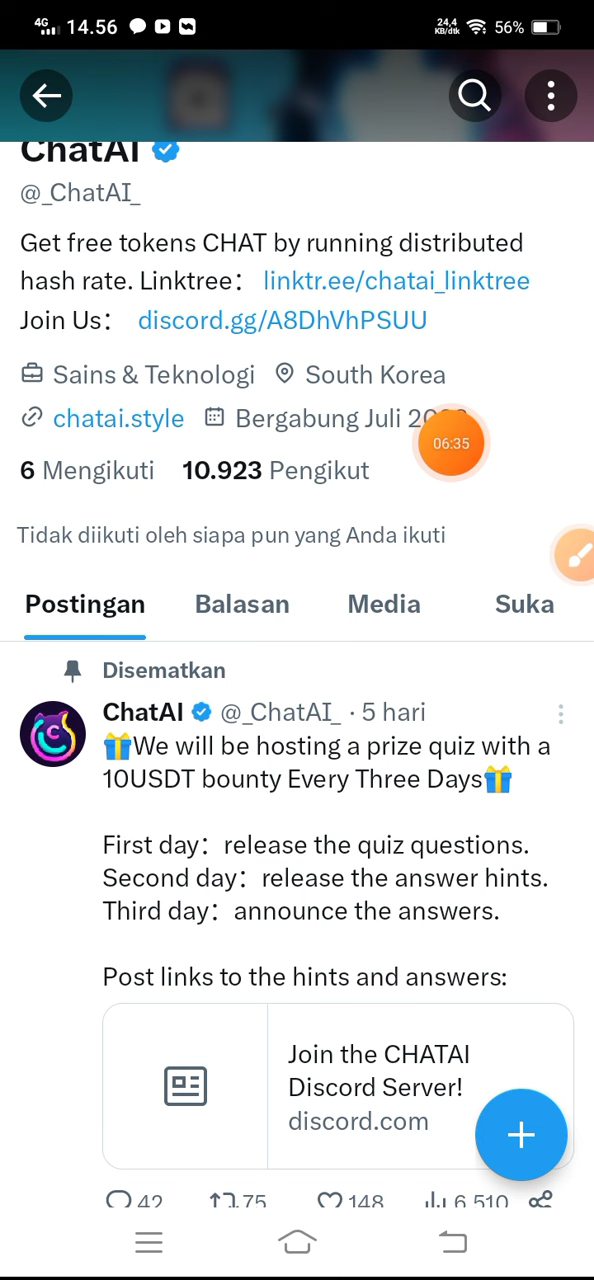 4G 14.56 24,4 KB/dtk 56%
ChatAI
@_ChatAI_
Get free tokens CHAT by running distributed
hash rate. Linktree： linktr.ee/chatai_linktree
Join Us： discord.gg/A8DhVhPSUU
Sains & Teknologi South Korea
chatai.style Bergabung Juli
06:35
6 Mengikuti 10.923 Pengikut
Tidak diikuti oleh siapa pun yang Anda ikuti
Postingan Balasan Media Suka
Disematkan
ChatAI @_ChatAI_ · 5 hari
🎁We will be hosting a prize quiz with a
10USDT bounty Every Three Days🎁
First day：release the quiz questions.
Second day：release the answer hints.
Third day：announce the answers.
Post links to the hints and answers:
Join the CHATAI
Discord Server!
discord.com
42 75 148 6.510